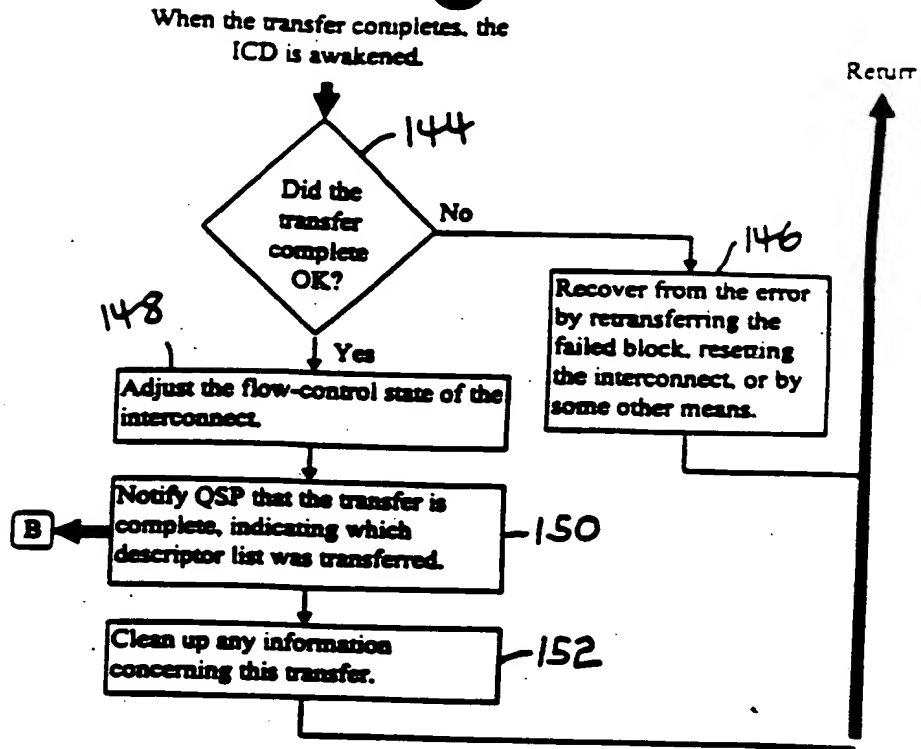 When the transfer completes, the
ICD is awakened.
Return
144
Did the
transfer
complete
OK?
No
146
Recover from the error
by retransferring the
failed block, resetting
the interconnect, or by
some other means.
148
Yes
Adjust the flow-control state of the
interconnect.
Notify QSP that the transfer is
complete, indicating which
descriptor list was transferred.
B
150
Clean up any information
concerning this transfer.
152